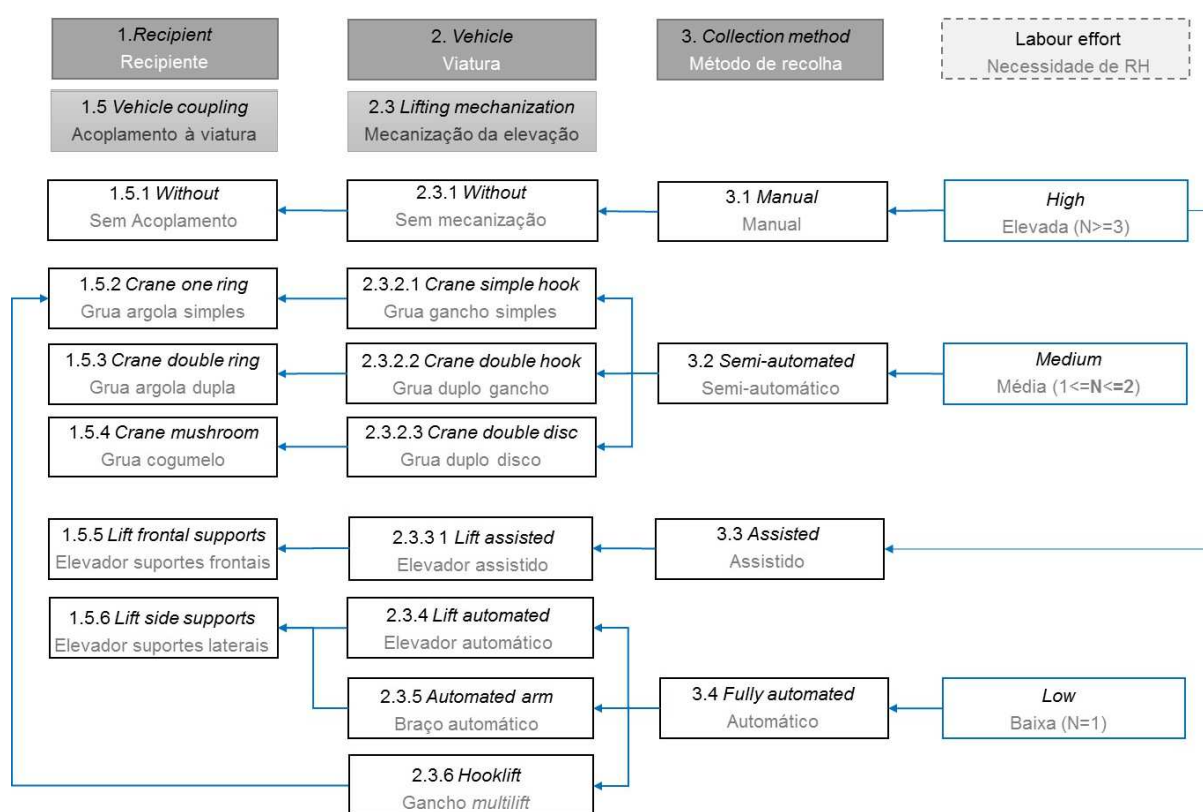 1.Recipient
Recipiente
2. Vehicle
Viatura
3. Collection method
Método de recolha
Labour effort
Necessidade de RH
1.5 Vehicle coupling
Acoplamento à viatura
2.3 Lifting mechanization
Mecanização da elevação
1.5.1 Without
Sem Acoplamento
2.3.1 Without
Sem mecanização
3.1 Manual
Manual
High
Elevada (N>=3)
1.5.2 Crane one ring
Grua argola simples
2.3.2.1 Crane simple hook
Grua gancho simples
1.5.3 Crane double ring
Grua argola dupla
2.3.2.2 Crane double hook
Grua duplo gancho
3.2 Semi-automated
Semi-automático
Medium
Média (1<=N<=2)
1.5.4 Crane mushroom
Grua cogumelo
2.3.2.3 Crane double disc
Grua duplo disco
1.5.5 Lift frontal supports
Elevador suportes frontais
2.3.3 1 Lift assisted
Elevador assistido
3.3 Assisted
Assistido
1.5.6 Lift side supports
Elevador suportes laterais
2.3.4 Lift automated
Elevador automático
2.3.5 Automated arm
Braço automático
3.4 Fully automated
Automático
Low
Baixa (N=1)
2.3.6 Hooklift
Gancho multilift